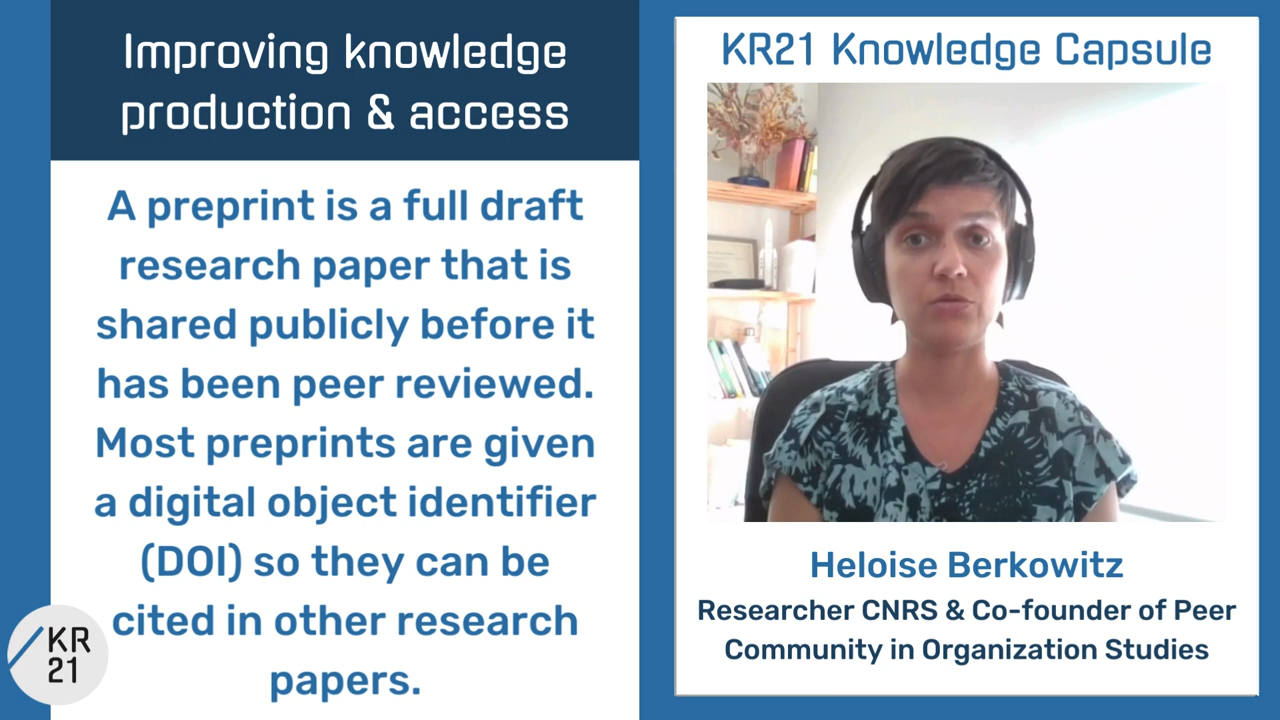 Improving knowledge
production & access
A preprint is a full draft
research paper that is
shared publicly before it
has been peer reviewed.
Most preprints are given
a digital object identifier
(DOI) so they can be
cited in other research
papers.
KR
21
KR21 Knowledge Capsule
Heloise Berkowitz
Researcher CNRS & Co-founder of Peer
Community in Organization Studies